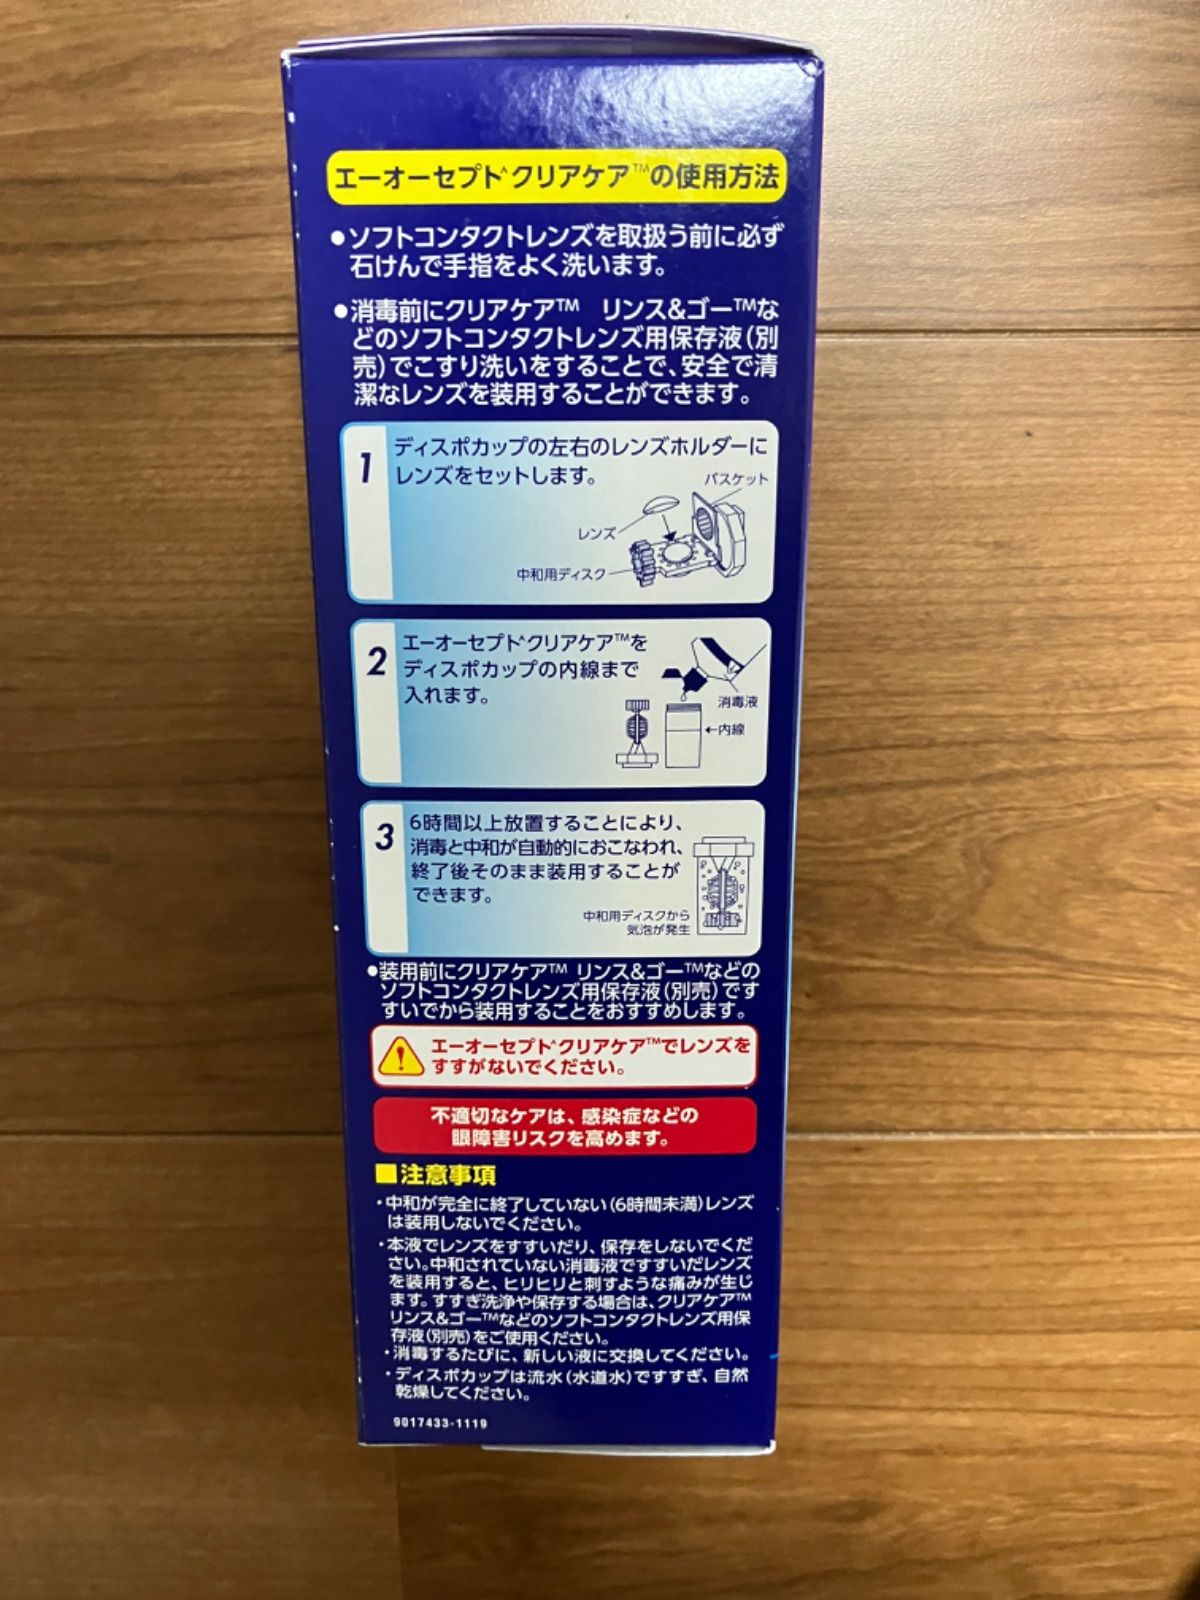 エーオーセプト^クリアケア™の使用方法
●ソフトコンタクトレンズを取扱う前に必ず
石けんで手指をよく洗います。
●消毒前にクリアケア™ リンス&ゴー™な
どのソフトコンタクトレンズ用保存液(別
売)でこすり洗いをすることで、安全で清
潔なレンズを装用することができます。
1
ディスポカップの左右のレンズホルダーに
レンズをセットします。
バスケット
レンズ
中和用ディスク
2
エーオーセプト^クリアケア™を
ディスポカップの内線まで
入れます。
消毒液
←内線
3
6時間以上放置することにより、
消毒と中和が自動的におこなわれ、
終了後そのまま装用することが
できます。
中和用ディスクから
気泡が発生
●装用前にクリアケア™ リンス&ゴー™などの
ソフトコンタクトレンズ用保存液(別売)です
すいでから装用することをおすすめします。
エーオーセプト^クリアケア™でレンズを
すすがないでください。
不適切なケアは、感染症などの
眼障害リスクを高めます。
■注意事項
・中和が完全に終了していない(6時間未満)レンズ
は装用しないでください。
・本液でレンズをすすいだり、保存をしないでくだ
さい。中和されていない消毒液ですすいだレンズ
を装用すると、ヒリヒリと刺すような痛みが生じ
ます。すすぎ洗浄や保存する場合は、クリアケア™
リンス&ゴー™などのソフトコンタクトレンズ用保
存液(別売)をご使用ください。
・消毒するたびに、新しい液に交換してください。
・ディスポカップは流水(水道水)ですすぎ、自然
乾燥してください。
9017433-1119